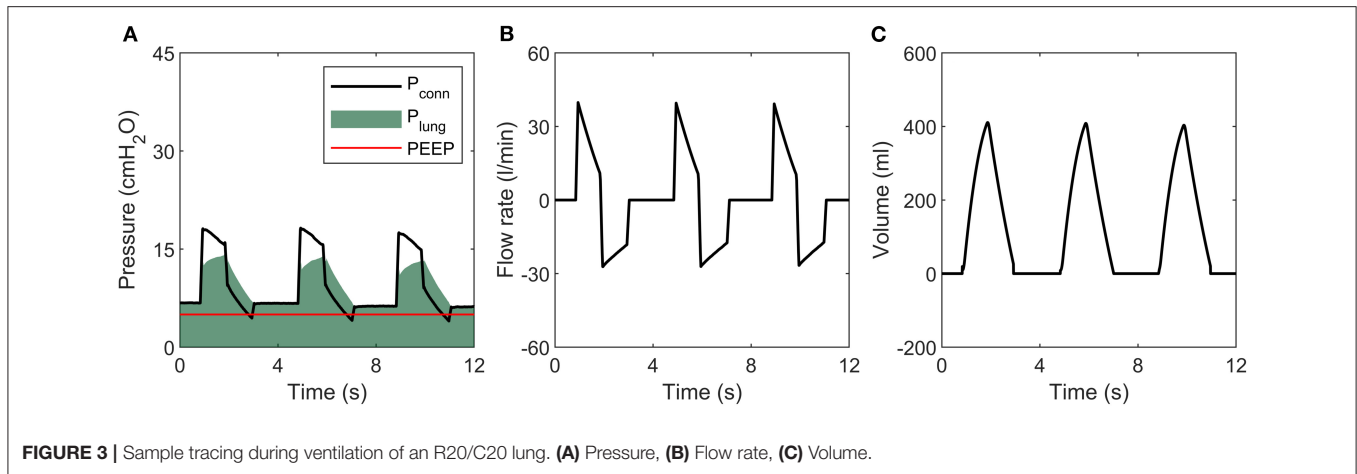 A
45
30
15
0
Pressure (cmH2O)
P conn
P lung
PEEP
0 4 8 12
Time (s)
B
60
30
0
-30
-60
Flow rate (l/min)
0 4 8 12
Time (s)
C
600
400
200
0
-200
Volume (ml)
0 4 8 12
Time (s)
FIGURE 3 | Sample tracing during ventilation of an R20/C20 lung. (A) Pressure, (B) Flow rate, (C) Volume.